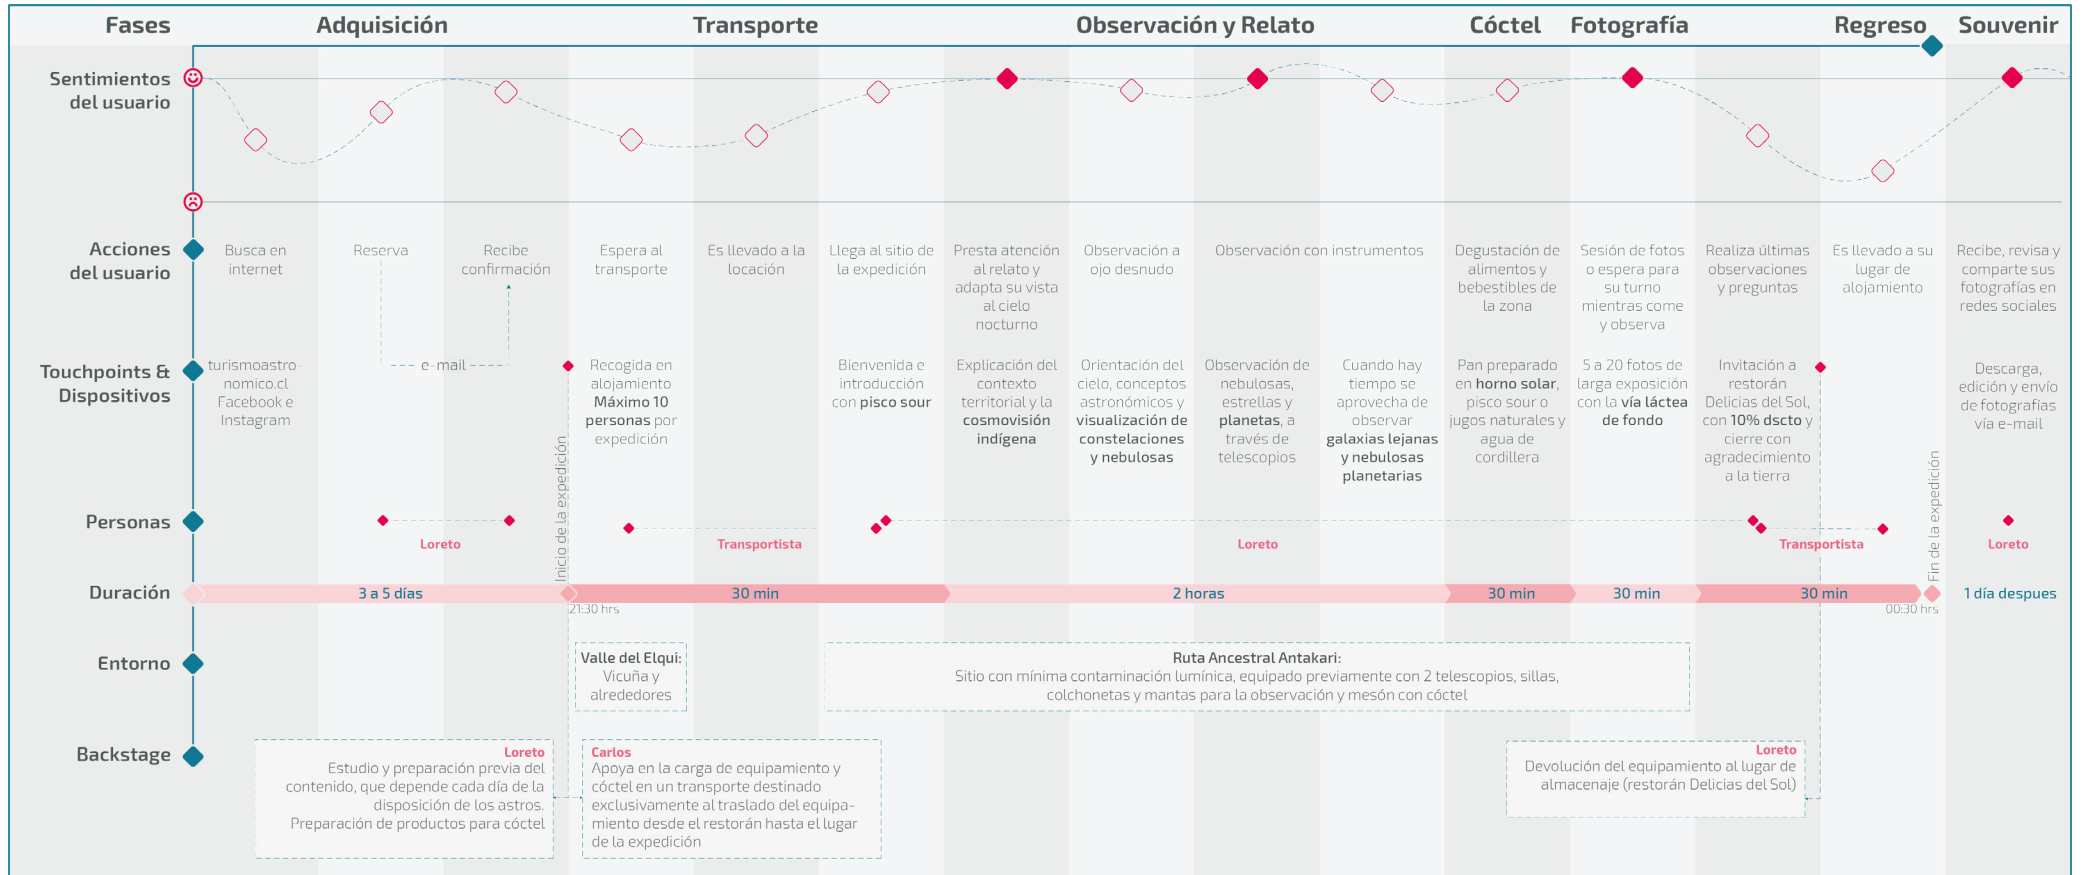 Fases
Adquisición
Transporte
Observación y Relato
Cóctel
Fotografía
Regreso
Souvenir
Sentimientos
del usuario
Acciones
del usuario
Busca en
internet
Reserva
Recibe
confirmación
Espera al
transporte
Es llevado a la
locación
Llega al sitio de
la expedición
Presta atención
al relato y
adapta su vista
al cielo
nocturno
Observación a
ojo desnudo
Observación con instrumentos
Degustación de
alimentos y
bebestibles de
la zona
Sesión de fotos
o espera para
su turno
mientras come
y observa
Realiza últimas
observaciones
y preguntas
Es llevado a su
lugar de
alojamiento
Recibe, revisa y
comparte sus
fotografías en
redes sociales
Touchpoints &
Dispositivos
turismoastro-
nomico.cl
Facebook e
Instagram
e-mail
Recogida en
alojamiento
Máximo 10
personas por
expedición
Bienvenida e
introducción
con pisco sour
Explicación del
contexto
territorial y la
cosmovisión
indígena
Orientación del
cielo, conceptos
astronómicos y
visualización de
constelaciones
y nebulosas
Observación de
nebulosas,
estrellas y
planetas, a
través de
telescopios
Cuando hay
tiempo se
aprovecha de
observar
galaxias lejanas
y nebulosas
planetarias
Pan preparado
en horno solar,
pisco sour o
jugos naturales y
agua de
cordillera
5 a 20 fotos de
larga exposición
con la vía láctea
de fondo
Invitación a
restorán
Delicias del Sol,
con 10% dscto y
cierre con
agradecimiento
a la tierra
Descarga,
edición y envío
de fotografías
vía e-mail
Inicio de la expedición
Fin de la expedición
Personas
Loreto
Transportista
Loreto
Transportista
Loreto
Duración
3 a 5 días
30 min
2 horas
30 min
30 min
30 min
1 día despues
21:30 hrs
00:30 hrs
Entorno
Valle del Elqui:
Vicuña y
alrededores
Ruta Ancestral Antakari:
Sitio con mínima contaminación lumínica, equipado previamente con 2 telescopios, sillas,
colchonetas y mantas para la observación y mesón con cóctel
Backstage
Loreto
Estudio y preparación previa del
contenido, que depende cada día de la
disposición de los astros.
Preparación de productos para cóctel
Carlos
Apoya en la carga de equipamiento y
cóctel en un transporte destinado
exclusivamente al traslado del equipa-
miento desde el restorán hasta el lugar
de la expedición
Loreto
Devolución del equipamiento al lugar de
almacenaje (restorán Delicias del Sol)